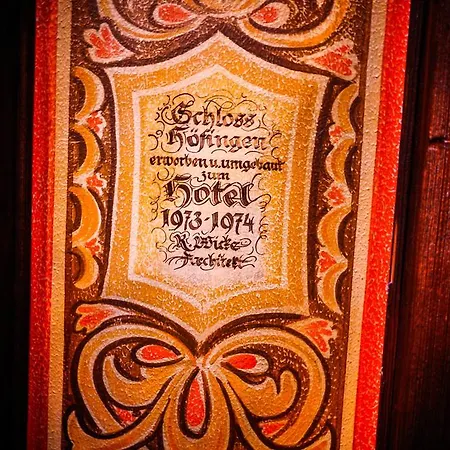 Schloss
Höfingen
erworben u. umgebaut
zum
Hotel
1973-1974
R. Wicke
Architekt